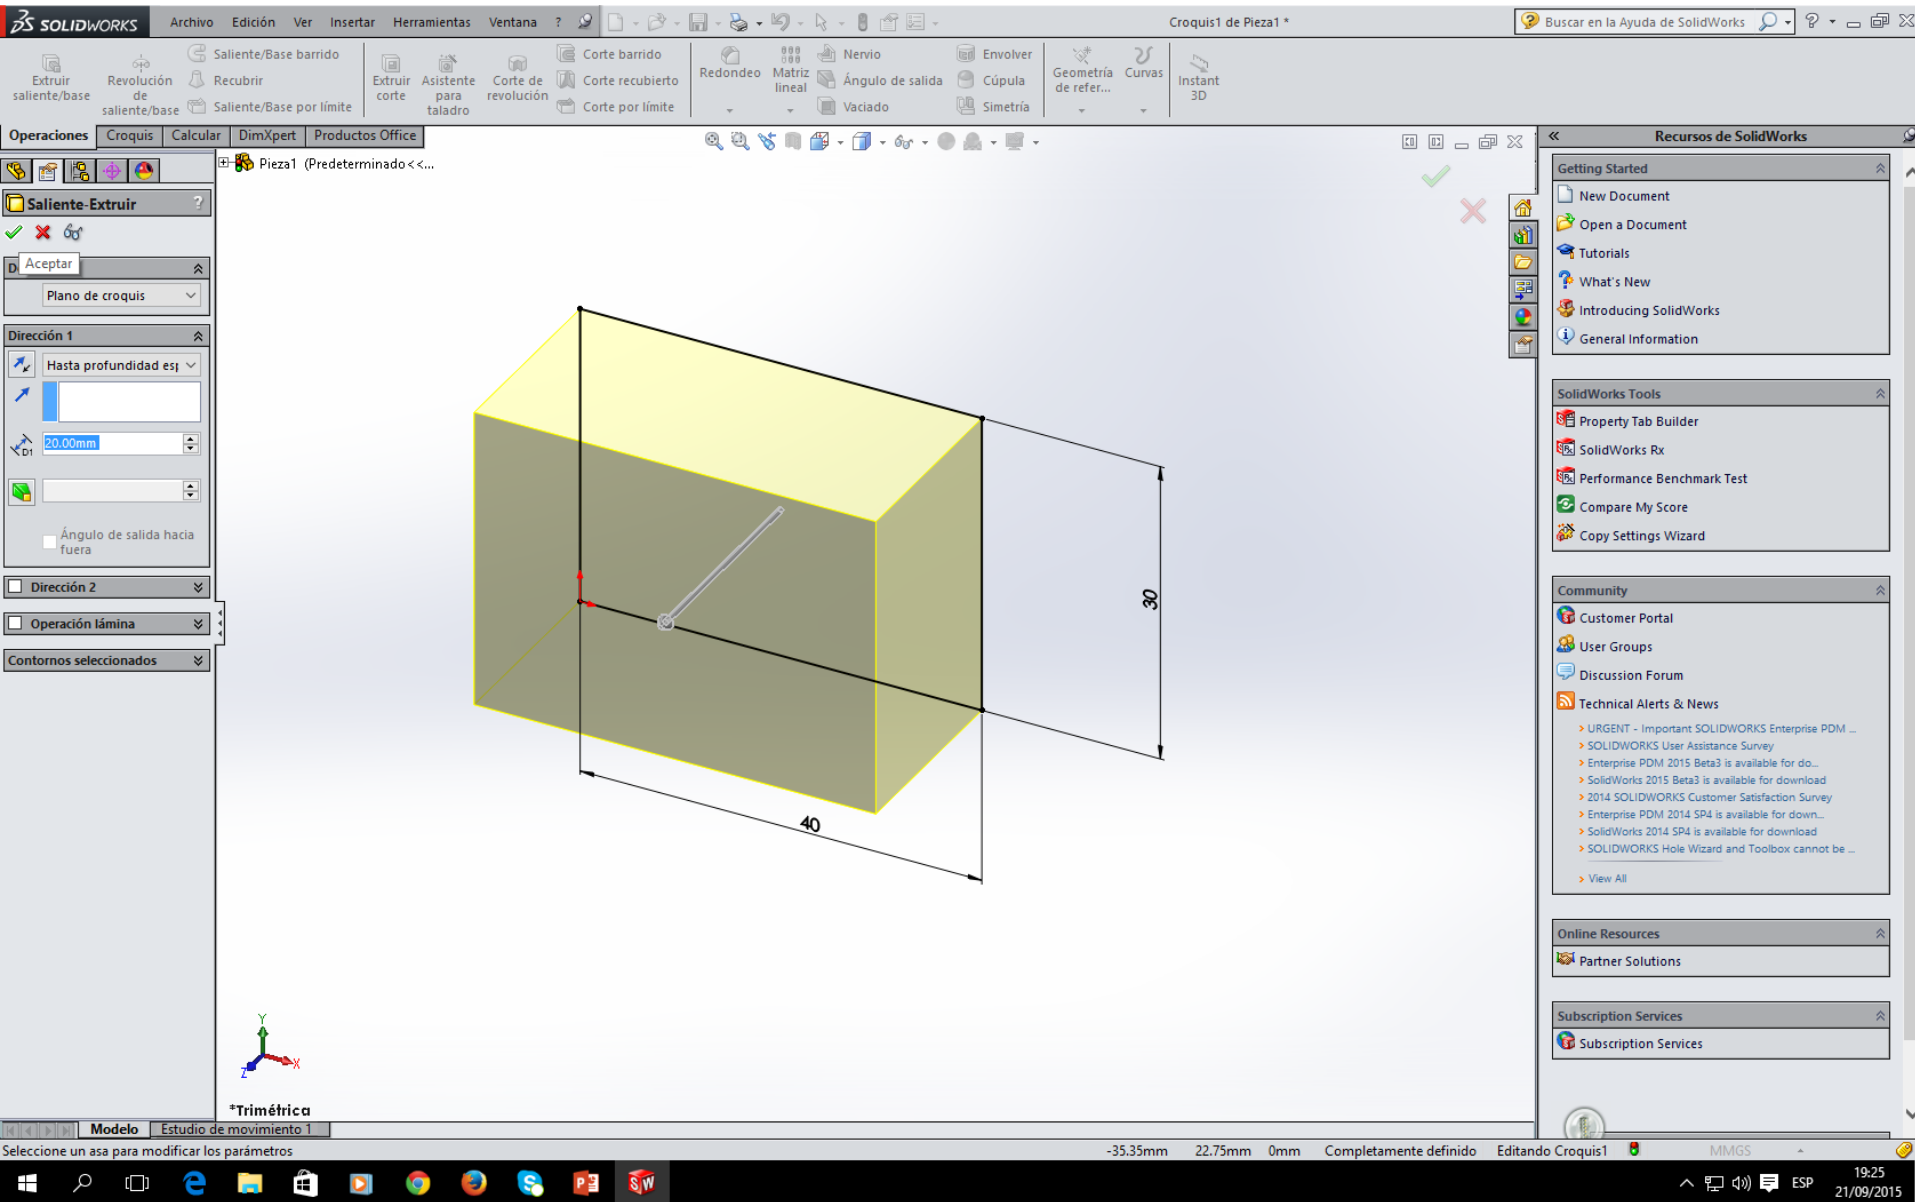 SOLIDWORKS
Archivo Edición Ver Insertar Herramientas Ventana ?
Croquis1 de Pieza1 *
Buscar en la Ayuda de SolidWorks
Extruir saliente/base
Revolución de saliente/base
Saliente/Base barrido
Recubrir
Saliente/Base por límite
Extruir corte
Asistente para taladro
Corte de revolución
Corte barrido
Corte recubierto
Corte por límite
Redondeo
Matriz lineal
Nervio
Ángulo de salida
Vaciado
Envolver
Cúpula
Simetría
Geometría de refer...
Curvas
Instant 3D
Operaciones Croquis Calcular DimXpert Productos Office
Pieza1 (Predeterminado<<...
Saliente-Extruir ?
Aceptar
Plano de croquis
Dirección 1
Hasta profundidad es
D1
20.00mm
Ángulo de salida hacia
fuera
Dirección 2
Operación lámina
Contornos seleccionados
30
40
Y
X
Z
*Trimétrica
Recursos de SolidWorks
Getting Started
New Document
Open a Document
Tutorials
What's New
Introducing SolidWorks
General Information
SolidWorks Tools
Property Tab Builder
SolidWorks Rx
Performance Benchmark Test
Compare My Score
Copy Settings Wizard
Community
Customer Portal
User Groups
Discussion Forum
Technical Alerts & News
URGENT - Important SOLIDWORKS Enterprise PDM ...
SOLIDWORKS User Assistance Survey
Enterprise PDM 2015 Beta3 is available for do...
SolidWorks 2015 Beta3 is available for download
2014 SOLIDWORKS Customer Satisfaction Survey
Enterprise PDM 2014 SP4 is available for down...
SolidWorks 2014 SP4 is available for download
SOLIDWORKS Hole Wizard and Toolbox cannot be ...
View All
Online Resources
Partner Solutions
Subscription Services
Subscription Services
Modelo Estudio de movimiento 1
Seleccione un asa para modificar los parámetros
-35.35mm 22.75mm 0mm Completamente definido Editando Croquis1 MMGS
ESP
19:25
21/09/2015